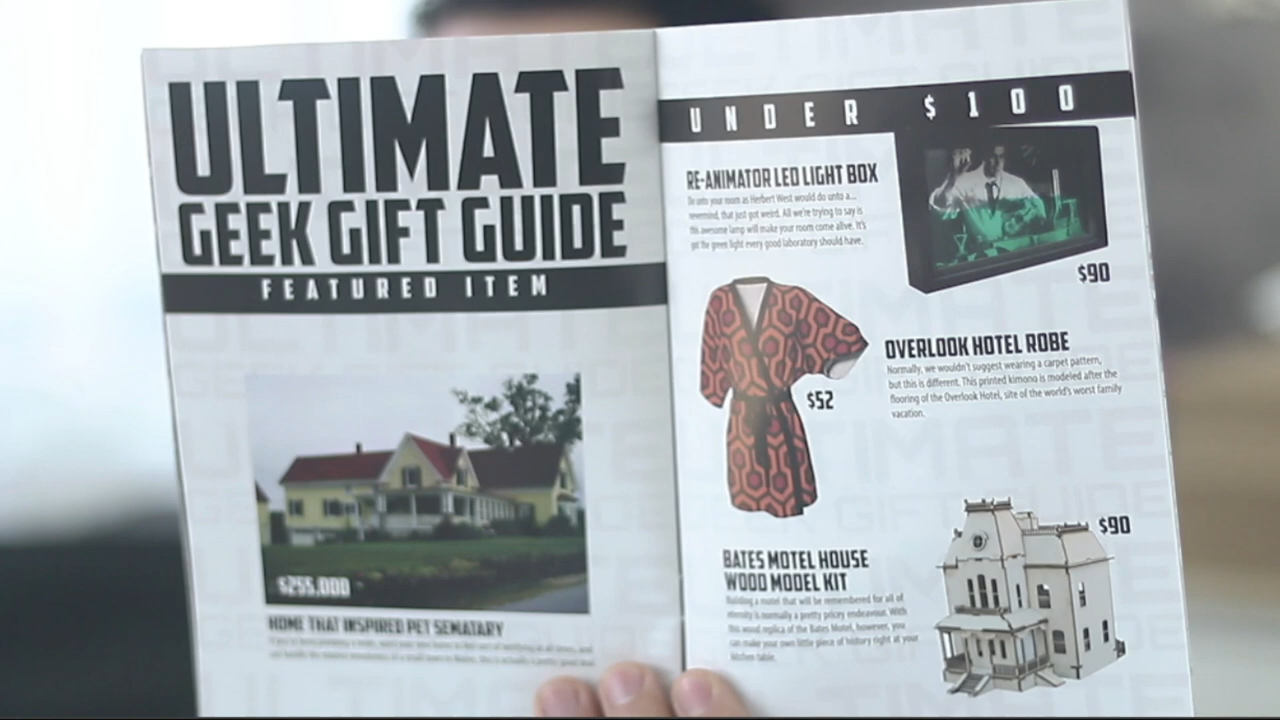 ULTIMATE
GEEK GIFT GUIDE
FEATURED ITEM
$255,000
HOME THAT INSPIRED PET SEMATARY
UNDER $100
RE-ANIMATOR LED LIGHT BOX
Do unto your room as Herbert West would do unto a...
nevermind, that just got weird. All we're trying to say is
this awesome lamp will make your room come alive. It's
got the green light every good laboratory should have.
$90
$52
OVERLOOK HOTEL ROBE
Normally, we wouldn't suggest wearing a carpet pattern,
but this is different. This printed kimono is modeled after the
flooring of the Overlook Hotel, site of the world's worst family
vacation.
BATES MOTEL HOUSE
WOOD MODEL KIT
Building a motel that will be remembered for all of
eternity is normally a pretty pricey endeavour. With
this wood replica of the Bates Motel, however, you
can make your own little piece of history right at your
kitchen table.
$90